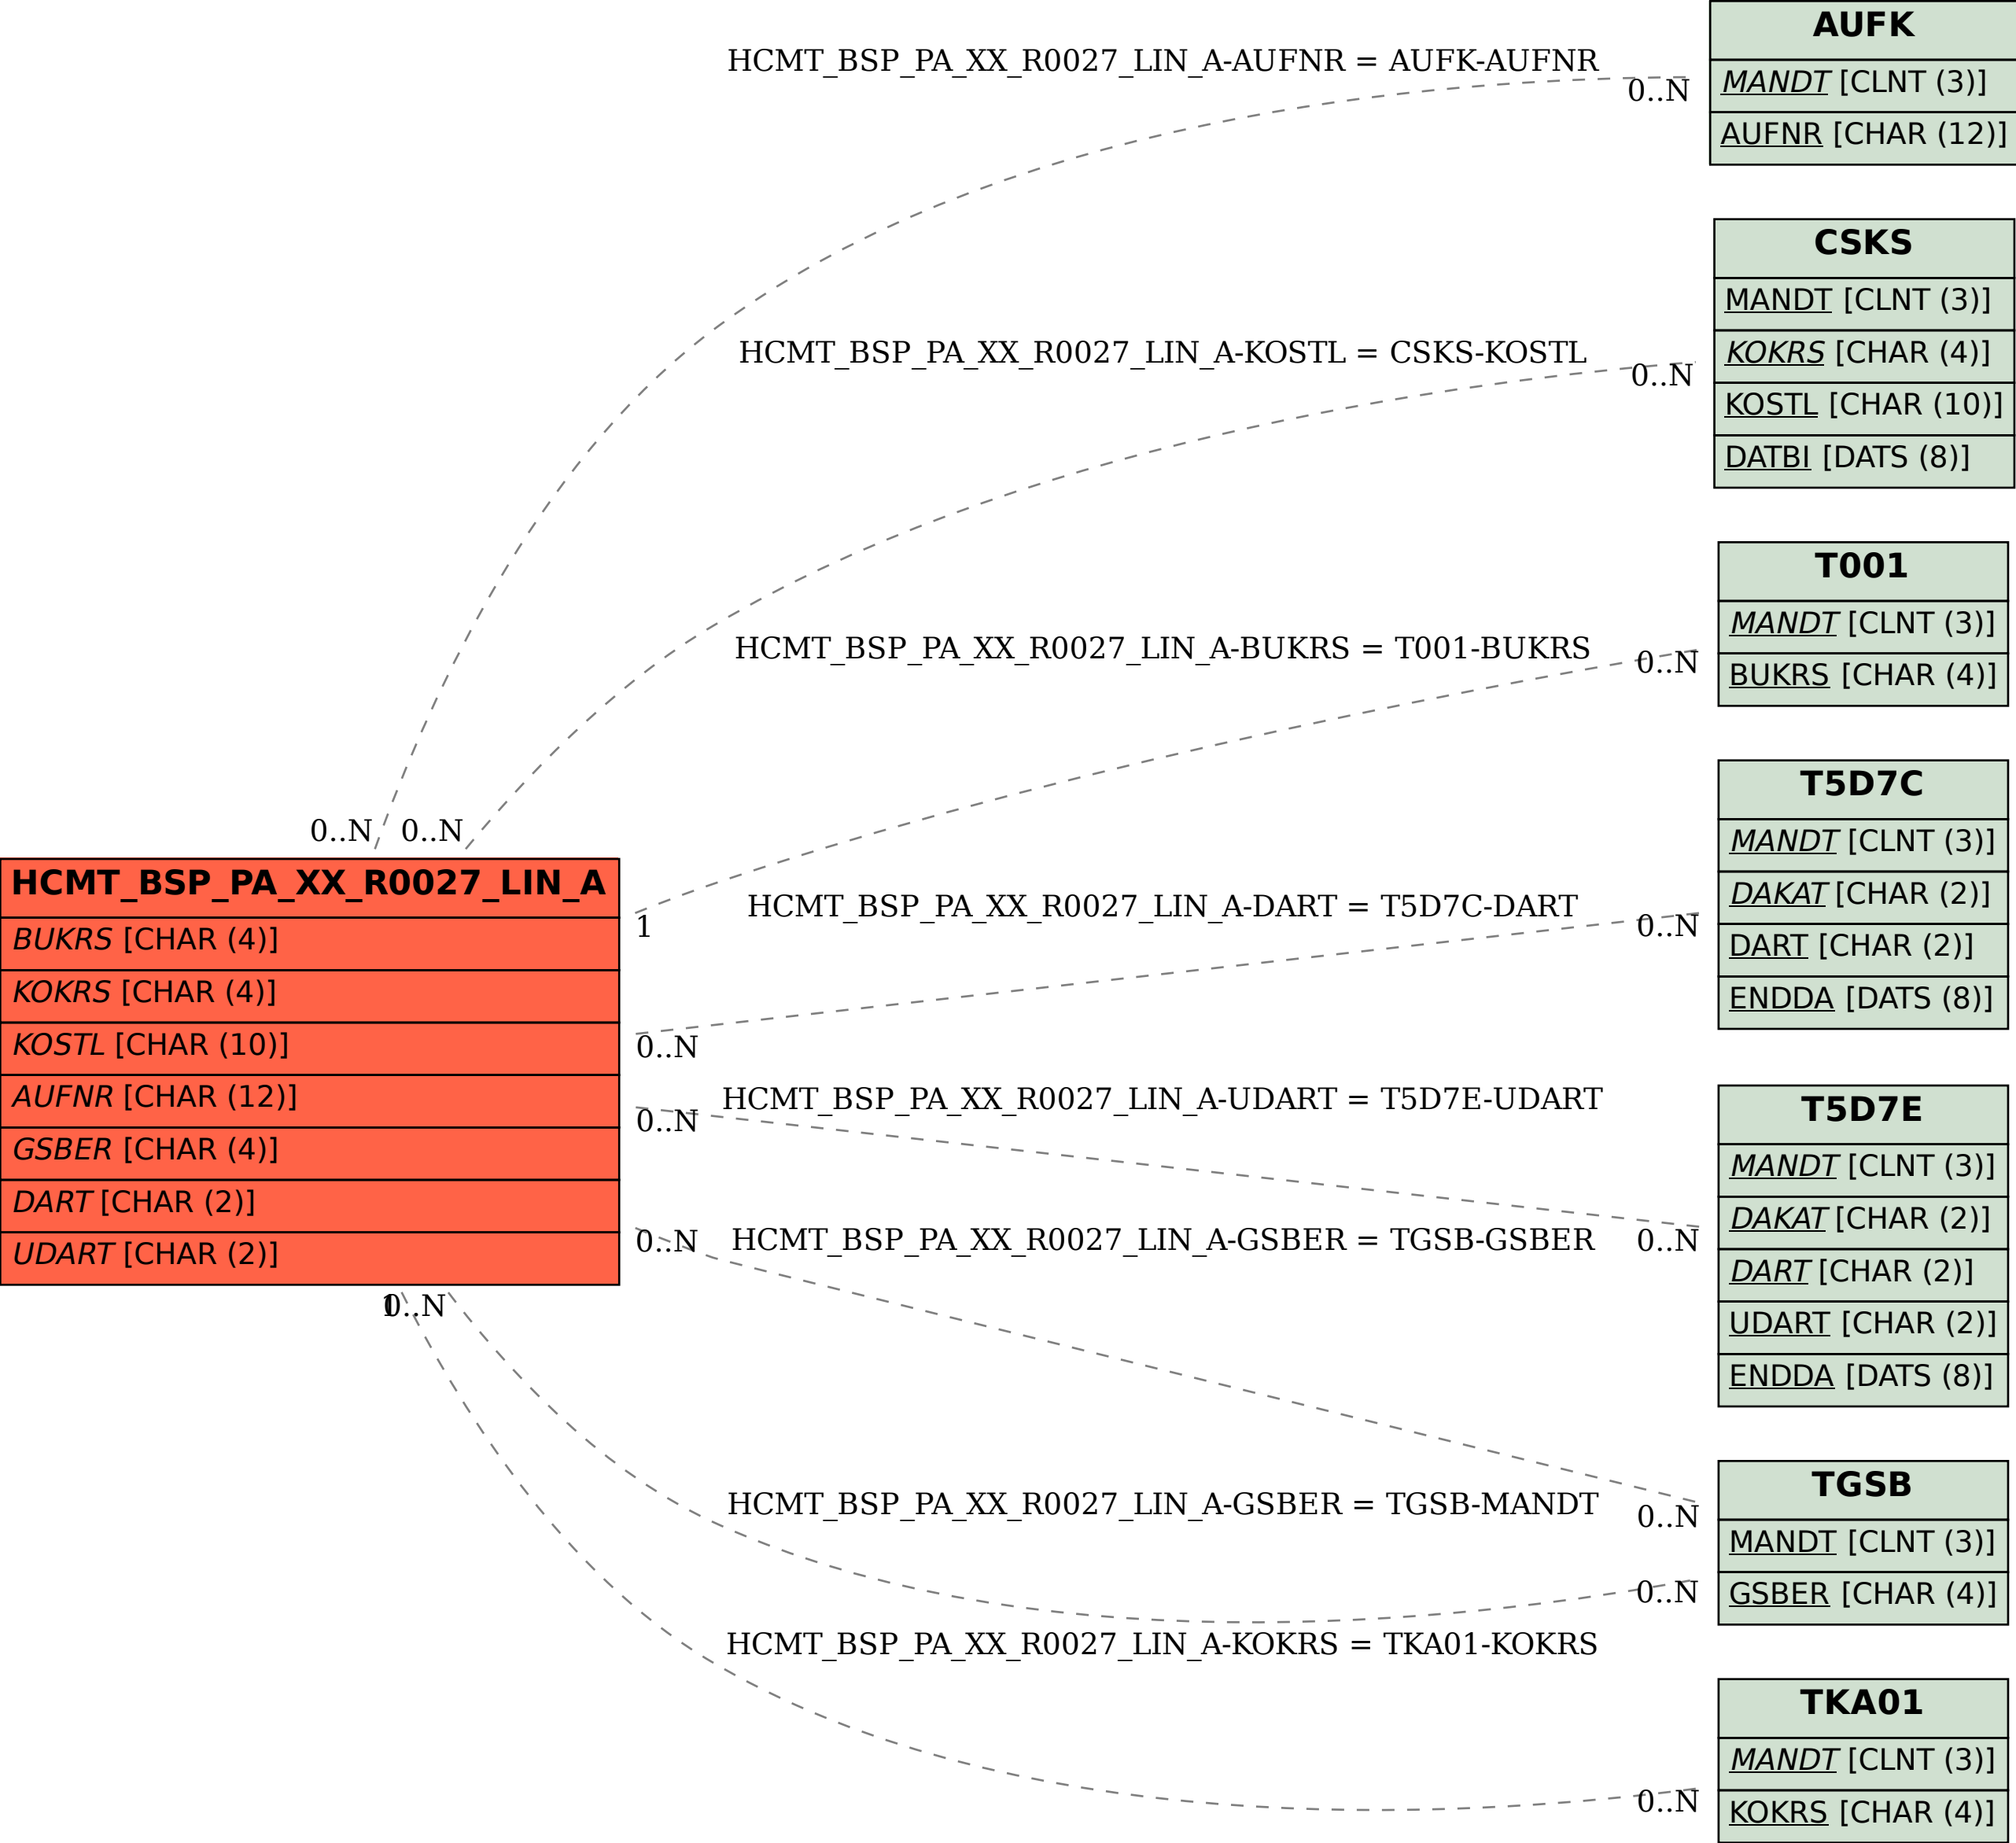 AUFK
MANDT [CLNT (3)]
AUFNR [CHAR (12)]
HCMT_BSP_PA_XX_R0027_LIN_A-AUFNR = AUFK-AUFNR
0..N
CSKS
MANDT [CLNT (3)]
KOKRS [CHAR (4)]
KOSTL [CHAR (10)]
DATBI [DATS (8)]
HCMT_BSP_PA_XX_R0027_LIN_A-KOSTL = CSKS-KOSTL
0..N
T001
MANDT [CLNT (3)]
BUKRS [CHAR (4)]
HCMT_BSP_PA_XX_R0027_LIN_A-BUKRS = T001-BUKRS
0..N
T5D7C
MANDT [CLNT (3)]
DAKAT [CHAR (2)]
DART [CHAR (2)]
ENDDA [DATS (8)]
0..N 0..N
HCMT_BSP_PA_XX_R0027_LIN_A
BUKRS [CHAR (4)]
KOKRS [CHAR (4)]
KOSTL [CHAR (10)]
AUFNR [CHAR (12)]
GSBER [CHAR (4)]
DART [CHAR (2)]
UDART [CHAR (2)]
1
HCMT_BSP_PA_XX_R0027_LIN_A-DART = T5D7C-DART
0..N
0..N
0..N
HCMT_BSP_PA_XX_R0027_LIN_A-UDART = T5D7E-UDART
T5D7E
MANDT [CLNT (3)]
DAKAT [CHAR (2)]
DART [CHAR (2)]
UDART [CHAR (2)]
ENDDA [DATS (8)]
0..N
HCMT_BSP_PA_XX_R0027_LIN_A-GSBER = TGSB-GSBER
0..N
1
0..N
HCMT_BSP_PA_XX_R0027_LIN_A-GSBER = TGSB-MANDT
0..N
TGSB
MANDT [CLNT (3)]
GSBER [CHAR (4)]
0..N
HCMT_BSP_PA_XX_R0027_LIN_A-KOKRS = TKA01-KOKRS
TKA01
MANDT [CLNT (3)]
KOKRS [CHAR (4)]
0..N